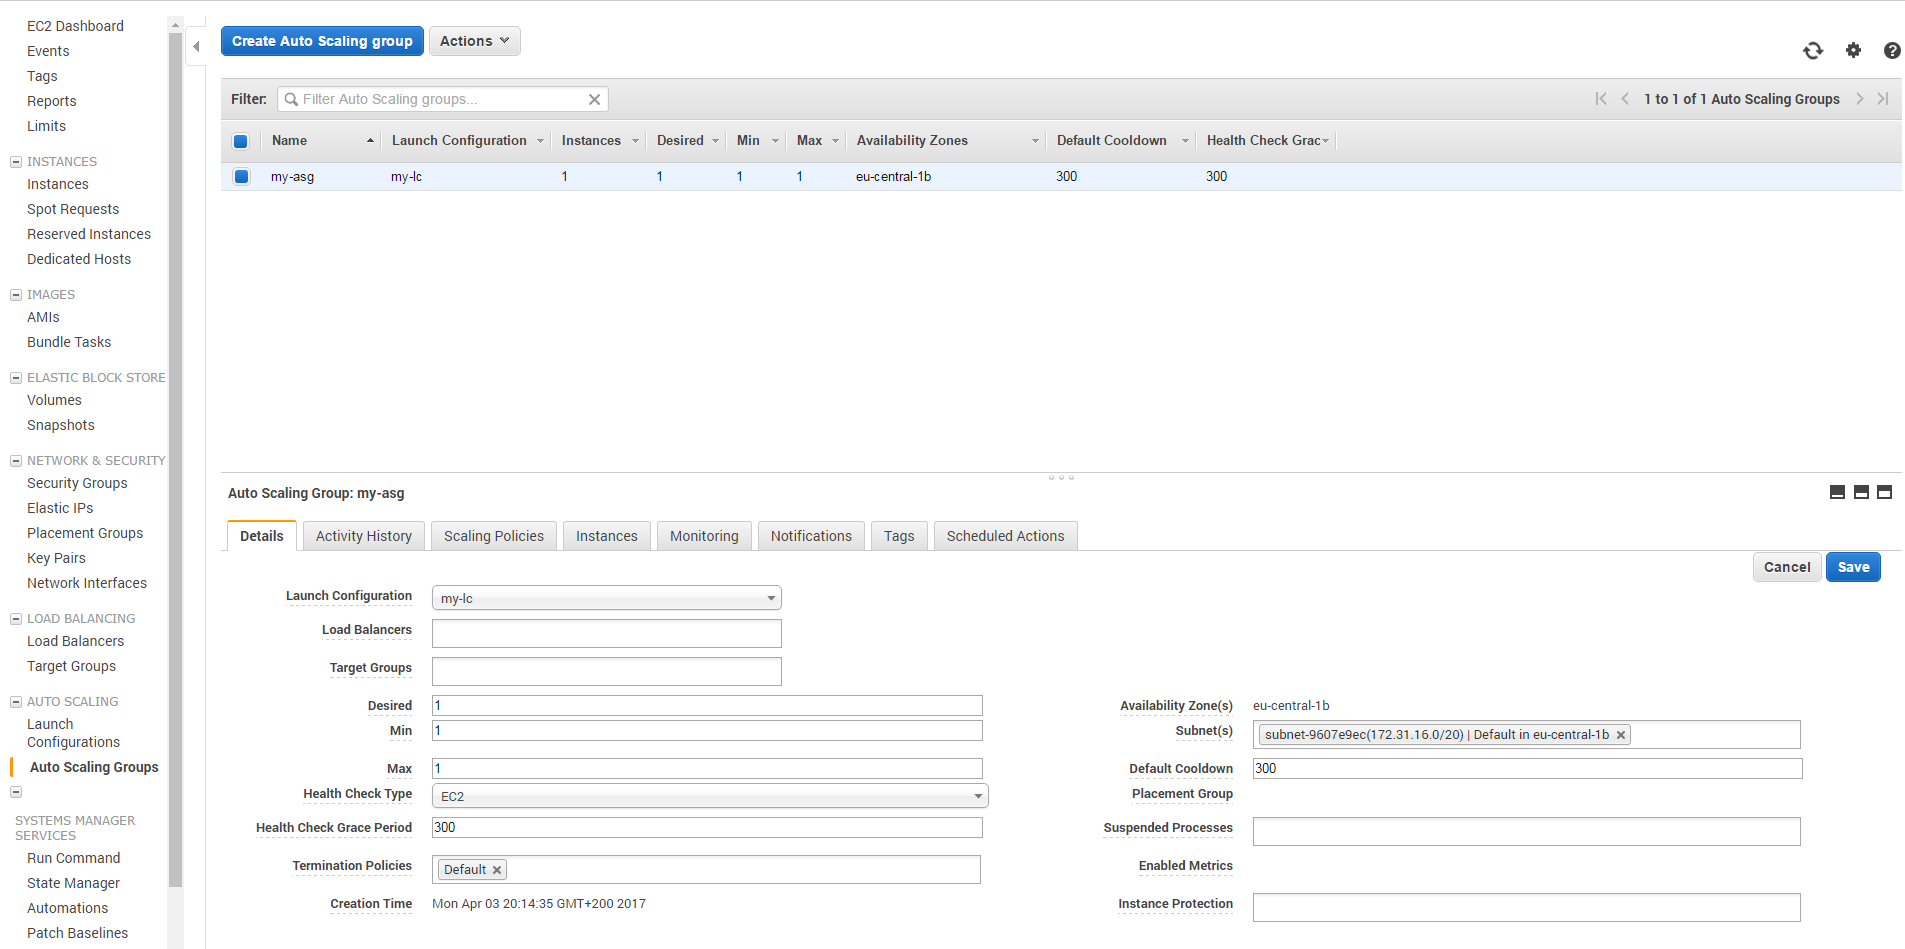 EC2 Dashboard
Events
Tags
Reports
Limits
INSTANCES
Instances
Spot Requests
Reserved Instances
Dedicated Hosts
IMAGES
AMIs
Bundle Tasks
ELASTIC BLOCK STORE
Volumes
Snapshots
NETWORK & SECURITY
Security Groups
Elastic IPs
Placement Groups
Key Pairs
Network Interfaces
LOAD BALANCING
Load Balancers
Target Groups
AUTO SCALING
Launch
Configurations
Auto Scaling Groups
SYSTEMS MANAGER
SERVICES
Run Command
State Manager
Automations
Patch Baselines
Create Auto Scaling group Actions
Filter: Filter Auto Scaling groups... 1 to 1 of 1 Auto Scaling Groups
Name Launch Configuration Instances Desired Min Max Availability Zones Default Cooldown Health Check Grac
my-asg my-lc 1 1 1 1 eu-central-1b 300 300
Auto Scaling Group: my-asg
Details Activity History Scaling Policies Instances Monitoring Notifications Tags Scheduled Actions
Cancel Save
Launch Configuration my-lc
Load Balancers
Target Groups
Desired 1 Availability Zone(s) eu-central-1b
Min 1 Subnet(s) subnet-9607e9ec(172.31.16.0/20) | Default in eu-central-1b
Max 1 Default Cooldown 300
Health Check Type EC2 Placement Group
Health Check Grace Period 300 Suspended Processes
Termination Policies Default Enabled Metrics
Creation Time Mon Apr 03 20:14:35 GMT+200 2017 Instance Protection